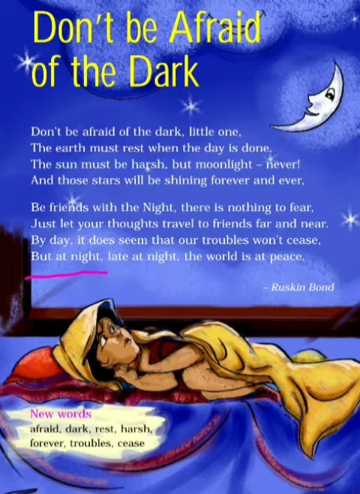 Don't be Afraid
of the Dark
Don't be afraid of the dark, little one,
The earth must rest when the day is done.
The sun must be harsh, but moonlight – never!
And those stars will be shining forever and ever,
Be friends with the Night, there is nothing to fear,
Just let your thoughts travel to friends far and near.
By day, it does seem that our troubles won't cease,
But at night, late at night, the world is at peace.
– Ruskin Bond
New words
afraid, dark, rest, harsh,
forever, troubles, cease